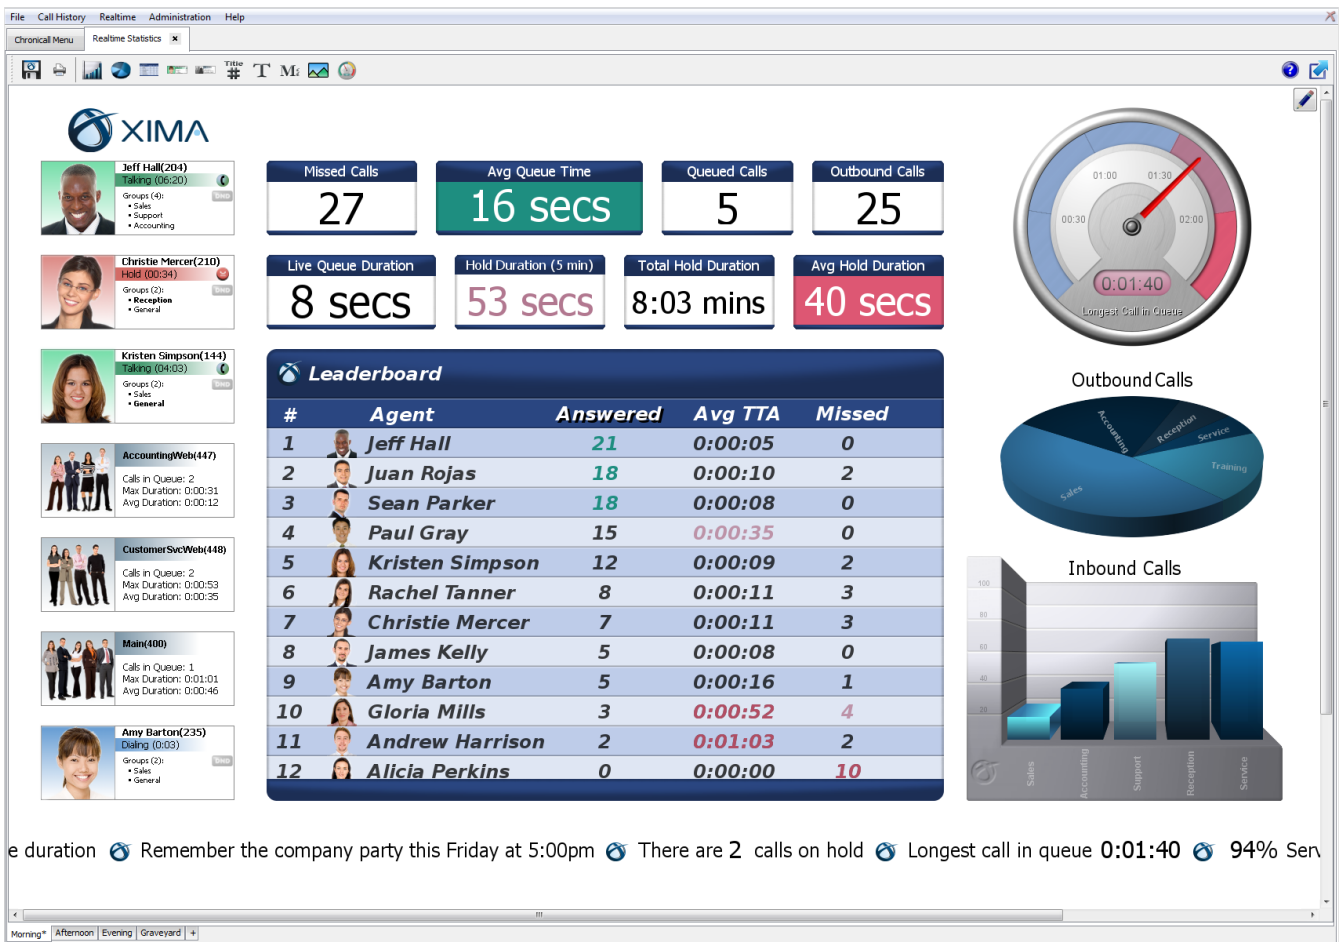 File Call History Realtime Administration Help
Chronicall Menu Realtime Statistics
Title
# T
XIMA
Jeff Hall(204)
Talking (06:20)
Groups (4):
Sales
Support
Accounting
Christie Mercer(210)
Hold (00:34)
Groups (2):
Reception
General
Kristen Simpson(144)
Talking (04:03)
Groups (2):
Sales
General
AccountingWeb(447)
Calls in Queue: 2
Max Duration: 0:00:31
Avg Duration: 0:00:12
CustomerSvcWeb(448)
Calls in Queue: 2
Max Duration: 0:00:53
Avg Duration: 0:00:35
Main(400)
Calls in Queue: 1
Max Duration: 0:01:01
Avg Duration: 0:00:46
Amy Barton(235)
Dialing (0:03)
Groups (2):
Sales
General
Missed Calls
27
Avg Queue Time
16 secs
Queued Calls
5
Outbound Calls
25
Live Queue Duration
8 secs
Hold Duration (5 min)
53 secs
Total Hold Duration
8:03 mins
Avg Hold Duration
40 secs
Leaderboard
# Agent Answered Avg TTA Missed
1 Jeff Hall 21 0:00:05 0
2 Juan Rojas 18 0:00:10 2
3 Sean Parker 18 0:00:08 0
4 Paul Gray 15 0:00:35 0
5 Kristen Simpson 12 0:00:09 2
6 Rachel Tanner 8 0:00:11 3
7 Christie Mercer 7 0:00:11 3
8 James Kelly 5 0:00:08 0
9 Amy Barton 5 0:00:16 1
10 Gloria Mills 3 0:00:52 4
11 Andrew Harrison 2 0:01:03 2
12 Alicia Perkins 0 0:00:00 10
00:30
01:00
01:30
02:00
0:01:40
Longest Call in Queue
Outbound Calls
Accounting
Reception
Service
Training
Sales
Inbound Calls
100
80
60
40
20
Sales
Accounting
Support
Reception
Service
e duration Remember the company party this Friday at 5:00pm There are 2 calls on hold Longest call in queue 0:01:40 94% Serv
Morning* Afternoon Evening Graveyard +